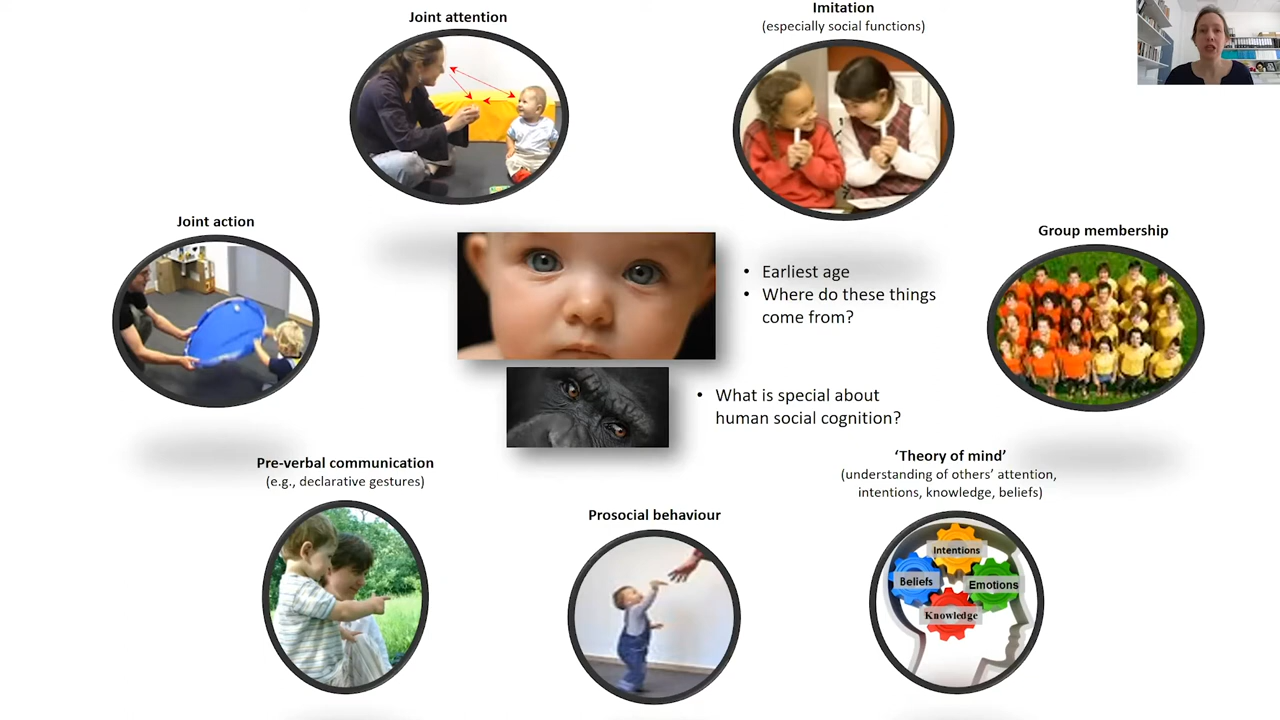 Joint attention
Imitation
(especially social functions)
Joint action
Group membership
• Earliest age
• Where do these things
come from?
• What is special about
human social cognition?
Pre-verbal communication
(e.g., declarative gestures)
Prosocial behaviour
‘Theory of mind’
(understanding of others’ attention,
intentions, knowledge, beliefs)
Intentions
Beliefs
Emotions
Knowledge